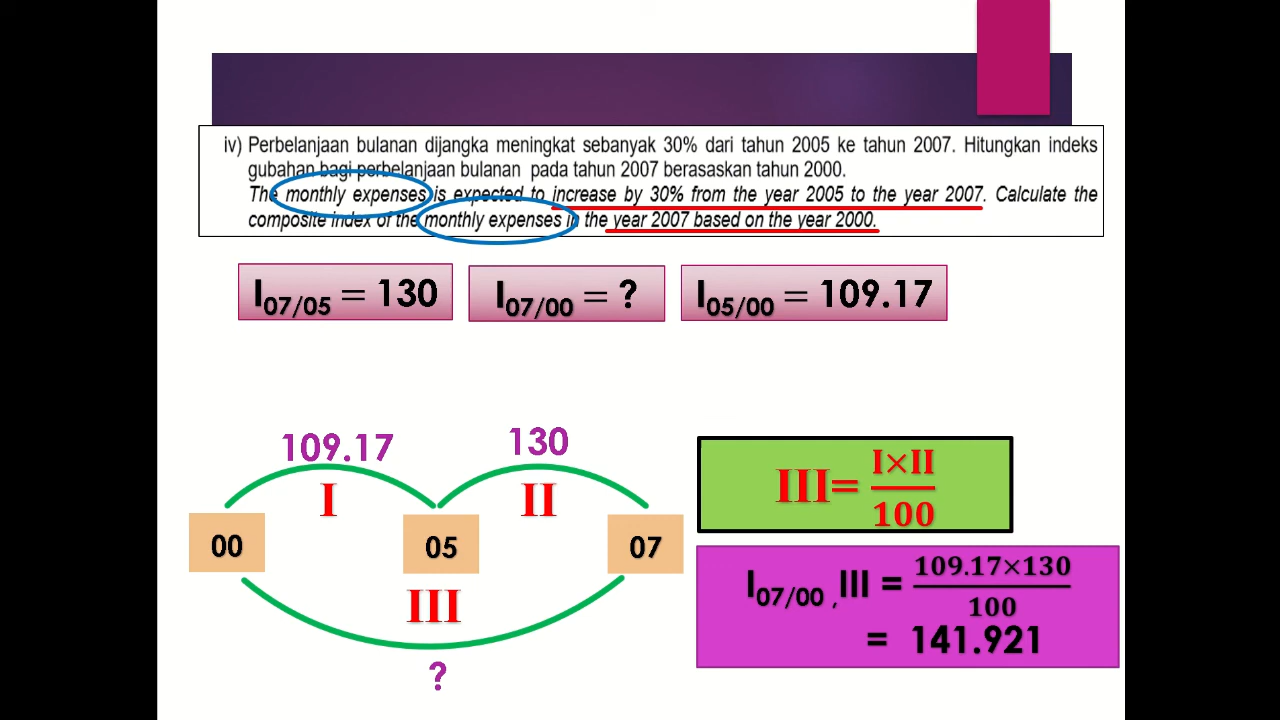 iv) Perbelanjaan bulanan dijangka meningkat sebanyak 30% dari tahun 2005 ke tahun 2007. Hitungkan indeks
gubahan bagi perbelanjaan bulanan pada tahun 2007 berasaskan tahun 2000.
The monthly expenses is expected to increase by 30% from the year 2005 to the year 2007. Calculate the
composite index of the monthly expenses in the year 2007 based on the year 2000.
I07/05 = 130
I07/00 = ?
I05/00 = 109.17
109.17
130
I
II
00
05
07
III
?
III= I×II
100
I07/00 , III = 109.17×130
100
= 141.921